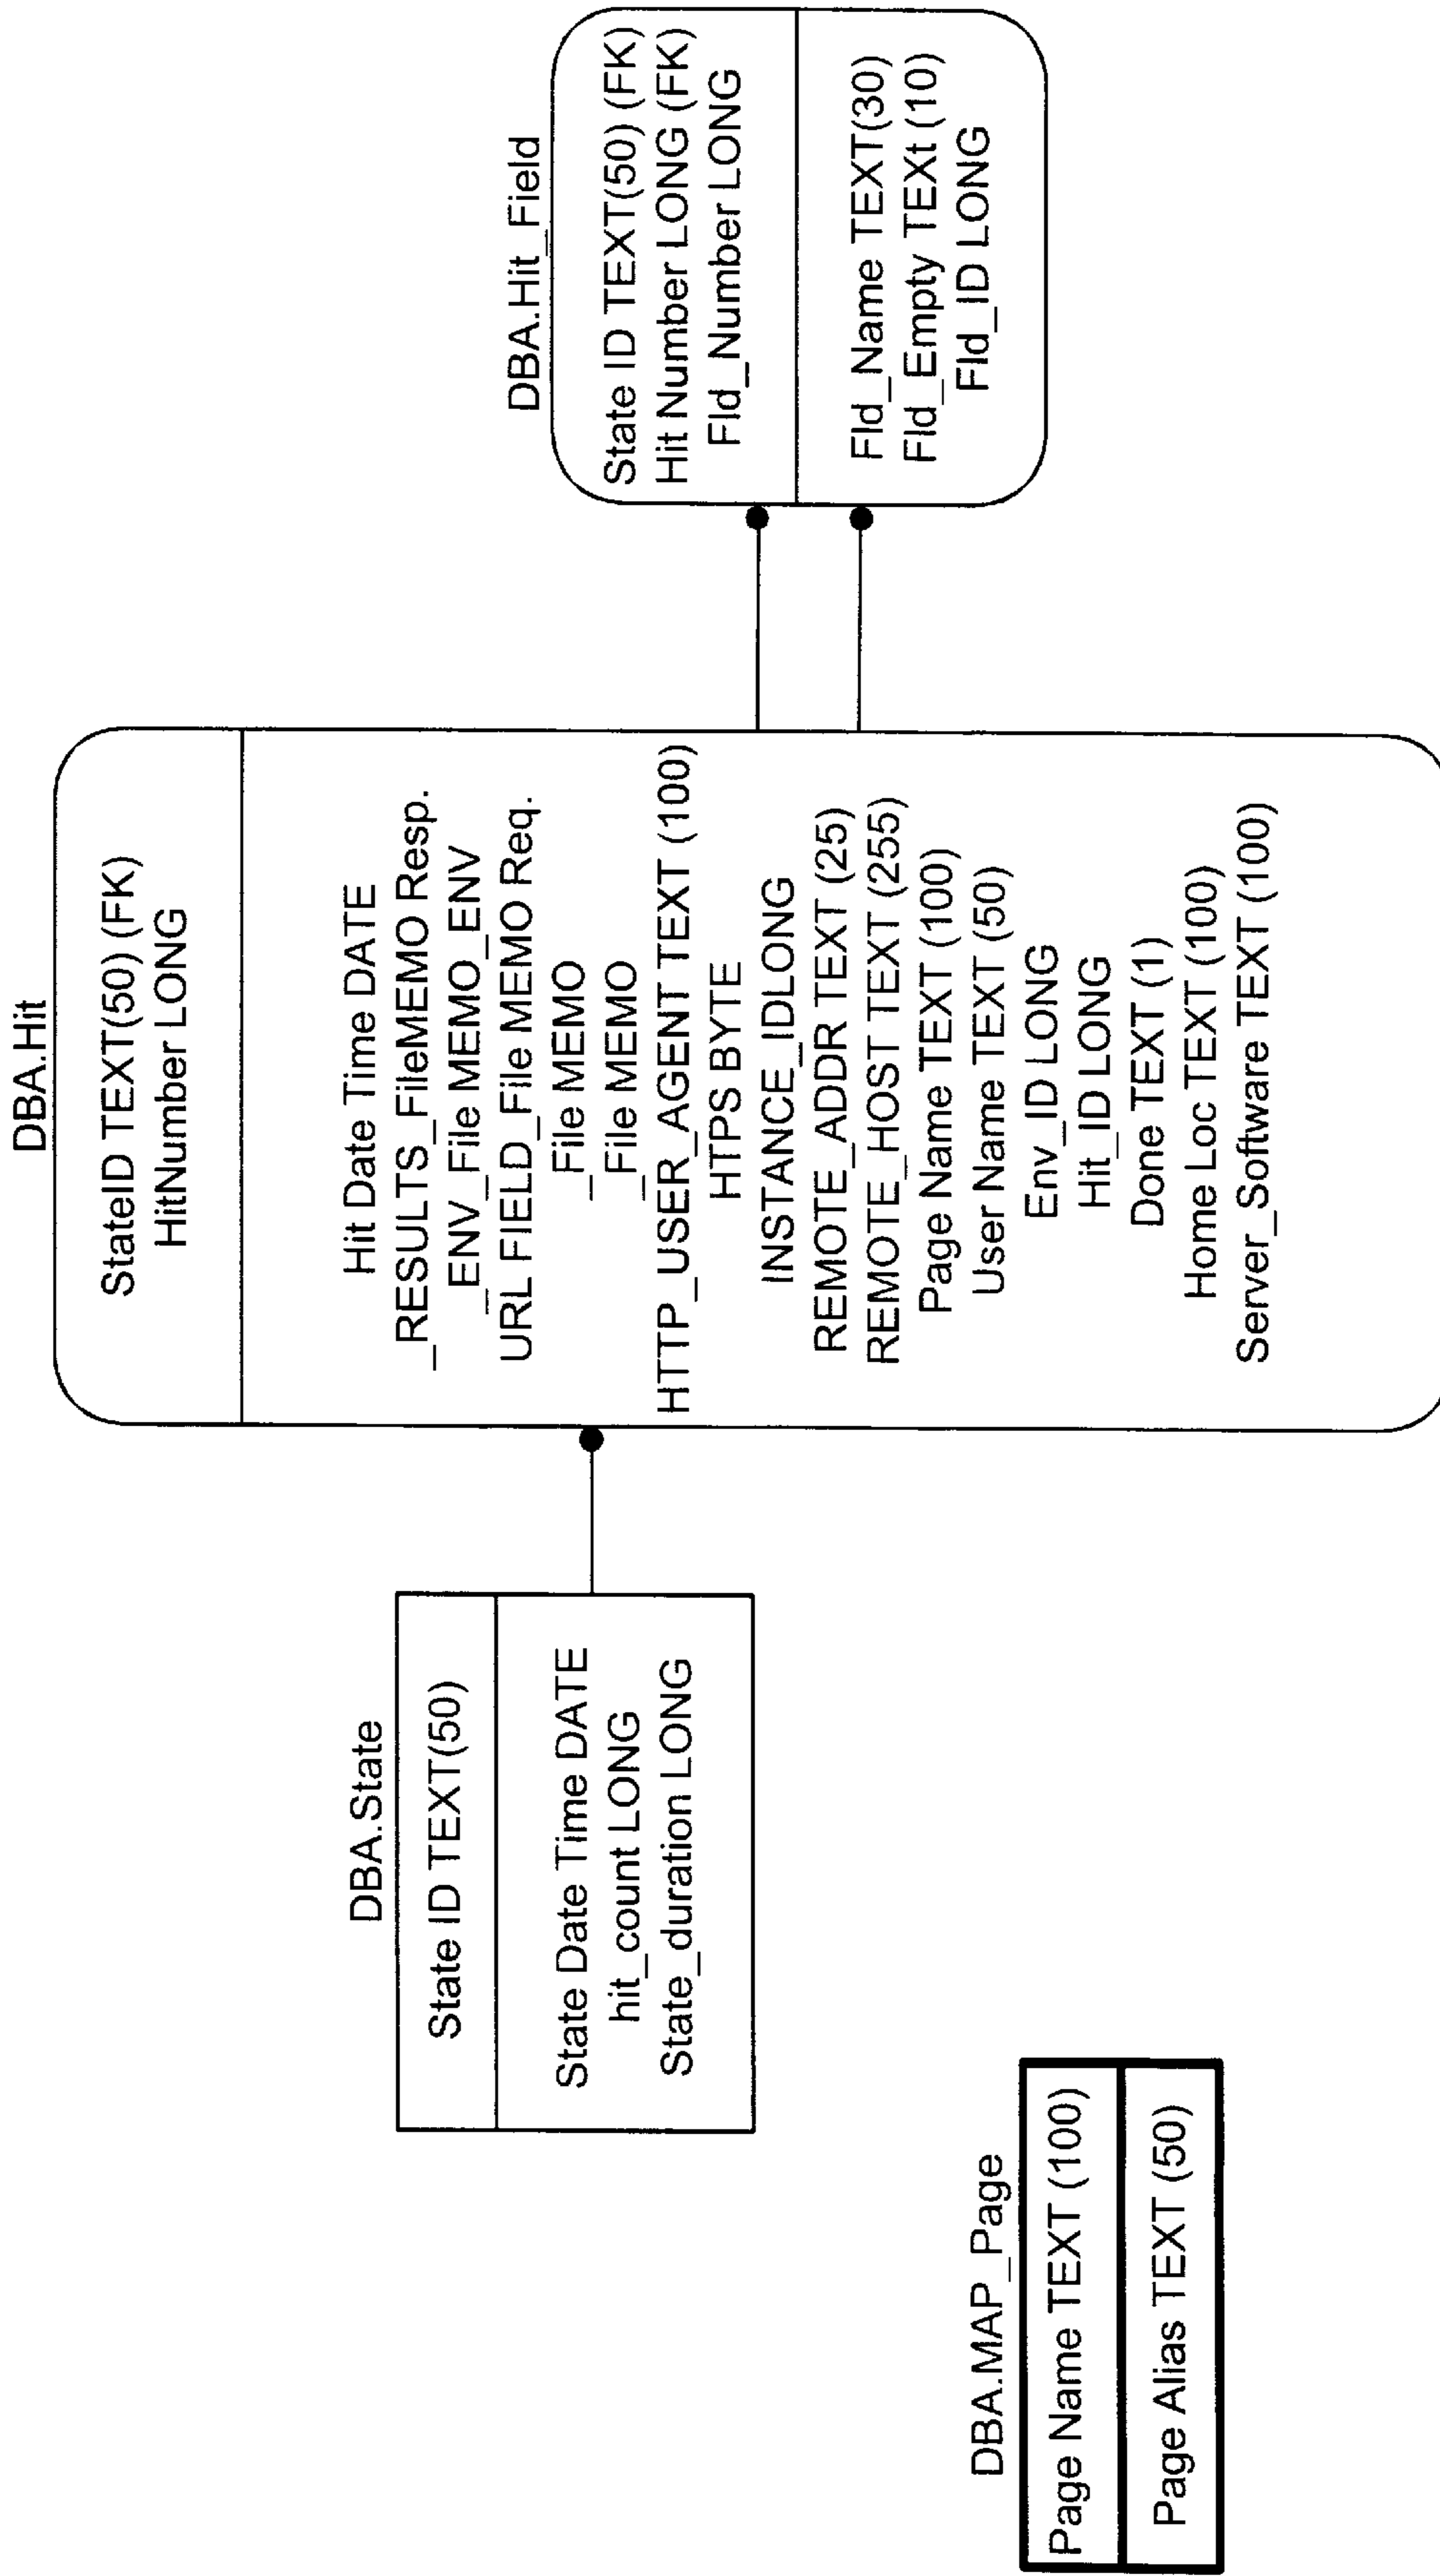 DBA.MAP_Page
Page Name TEXT (100)
Page Alias TEXT (50)
DBA.State
State ID TEXT(50)
State Date Time DATE
hit_count LONG
State_duration LONG
DBA.Hit
StateID TEXT(50) (FK)
HitNumber LONG
Hit Date Time DATE
_RESULTS_FileMEMO Resp.
_ENV_File MEMO_ENV
URL FIELD_File MEMO Req.
_File MEMO
_File MEMO
HTTP_USER_AGENT TEXT (100)
HTPS BYTE
INSTANCE_IDLONG
REMOTE_ADDR TEXT (25)
REMOTE_HOST TEXT (255)
Page Name TEXT (100)
User Name TEXT (50)
Env_ID LONG
Hit_ID LONG
Done TEXT (1)
Home Loc TEXT (100)
Server_Software TEXT (100)
DBA.Hit_Field
State ID TEXT(50) (FK)
Hit Number LONG (FK)
Fld_Number LONG
Fld_Name TEXT(30)
Fld_Empty TEXt (10)
Fld_ID LONG